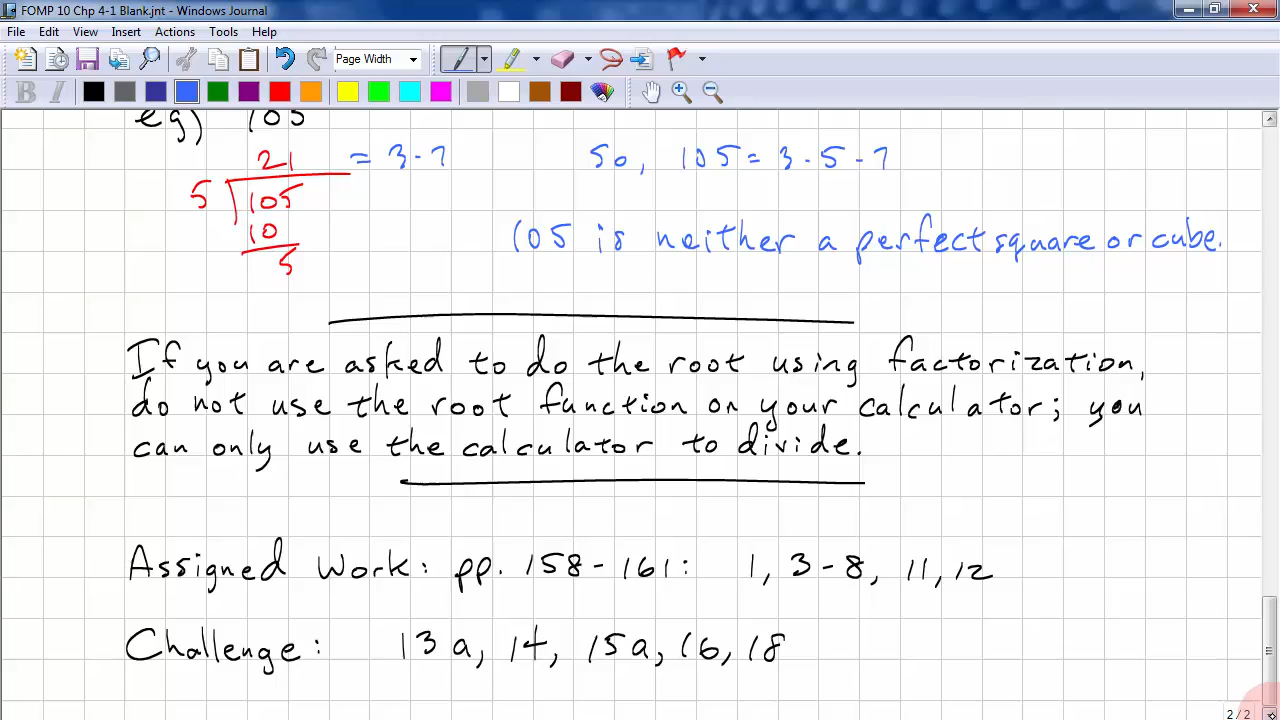 FOMP 10 Chp 4-1 Blank.jnt - Windows Journal
File Edit View Insert Actions Tools Help
Page Width
B I
eg) 105
21 = 3·7 So, 105 = 3·5·7
5 105
10
5
105 is neither a perfect square or cube.
If you are asked to do the root using factorization,
do not use the root function on your calculator; you
can only use the calculator to divide.
Assigned Work: pp. 158-161: 1, 3-8, 11, 12
Challenge: 13a, 14, 15a, 16, 18
2 / 2